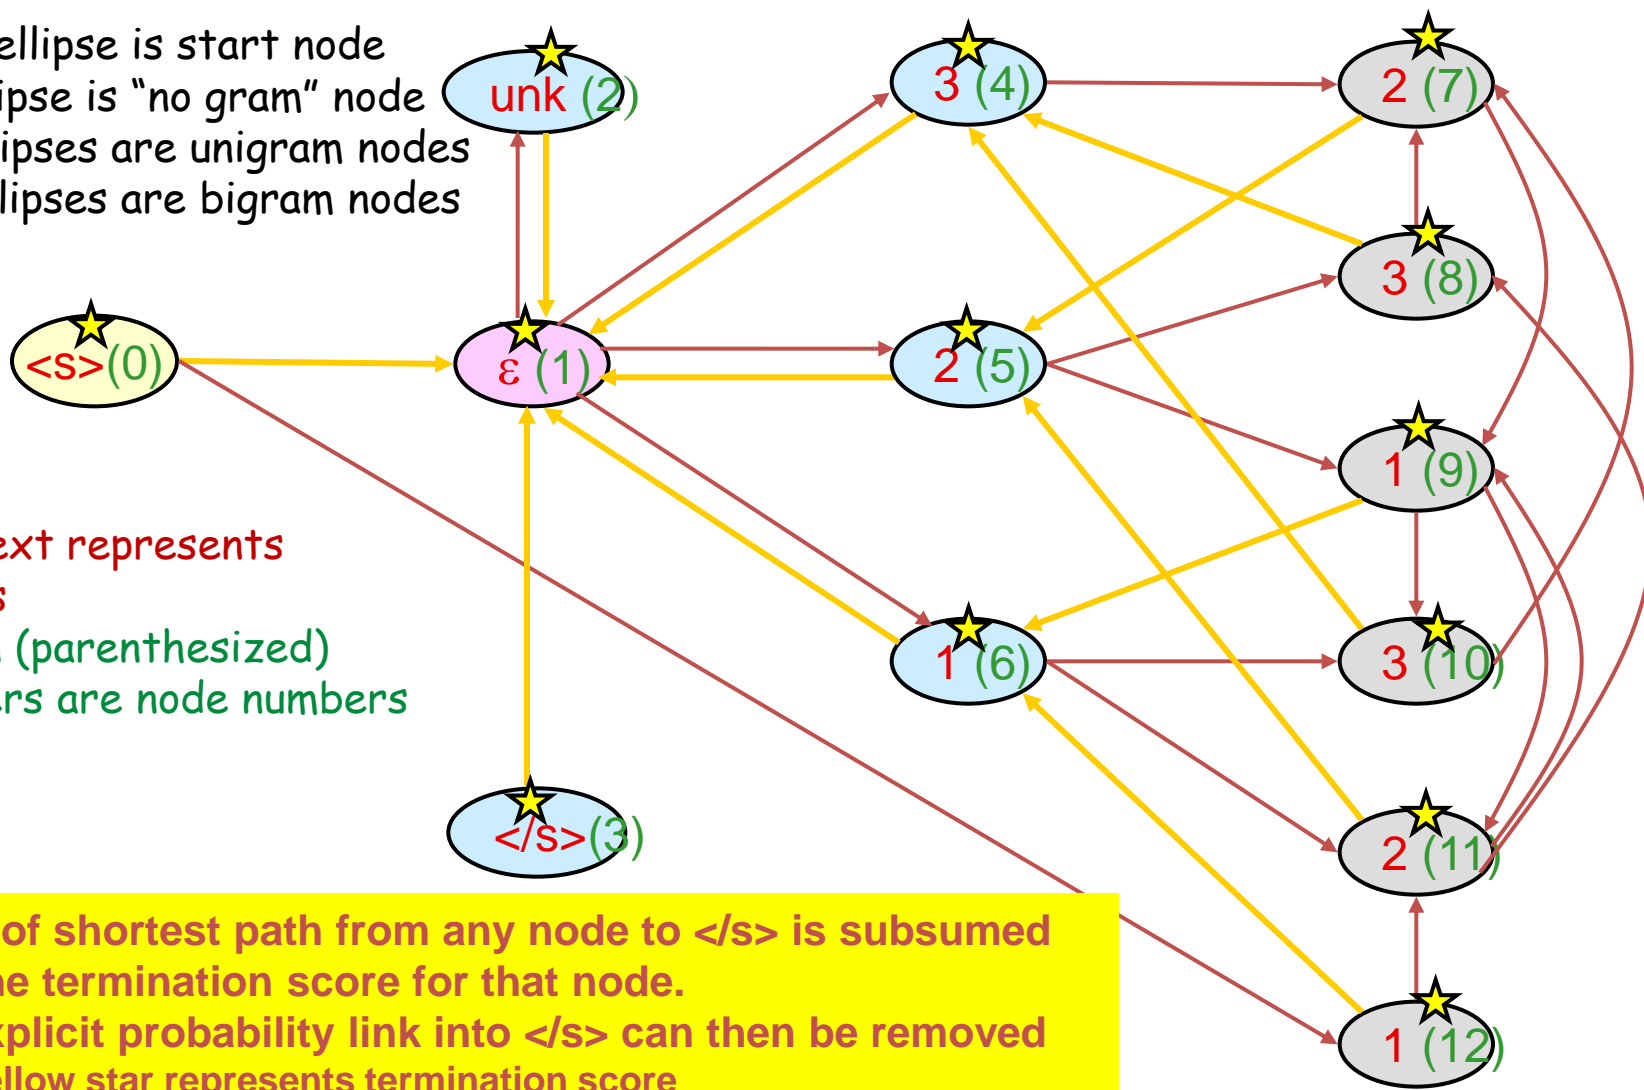 ellipse is start node
ipse is “no gram” node
ipses are unigram nodes
lipses are bigram nodes
unk (2)
3 (4)
2 (7)
3 (8)
<s>(0)
ε (1)
2 (5)
1 (9)
ext represents
s
(parenthesized)
ers are node numbers
1 (6)
3 (10)
</s>(3)
2 (11)
of shortest path from any node to </s> is subsumed
he termination score for that node.
xplicit probability link into </s> can then be removed
ellow star represents termination score
1 (12)